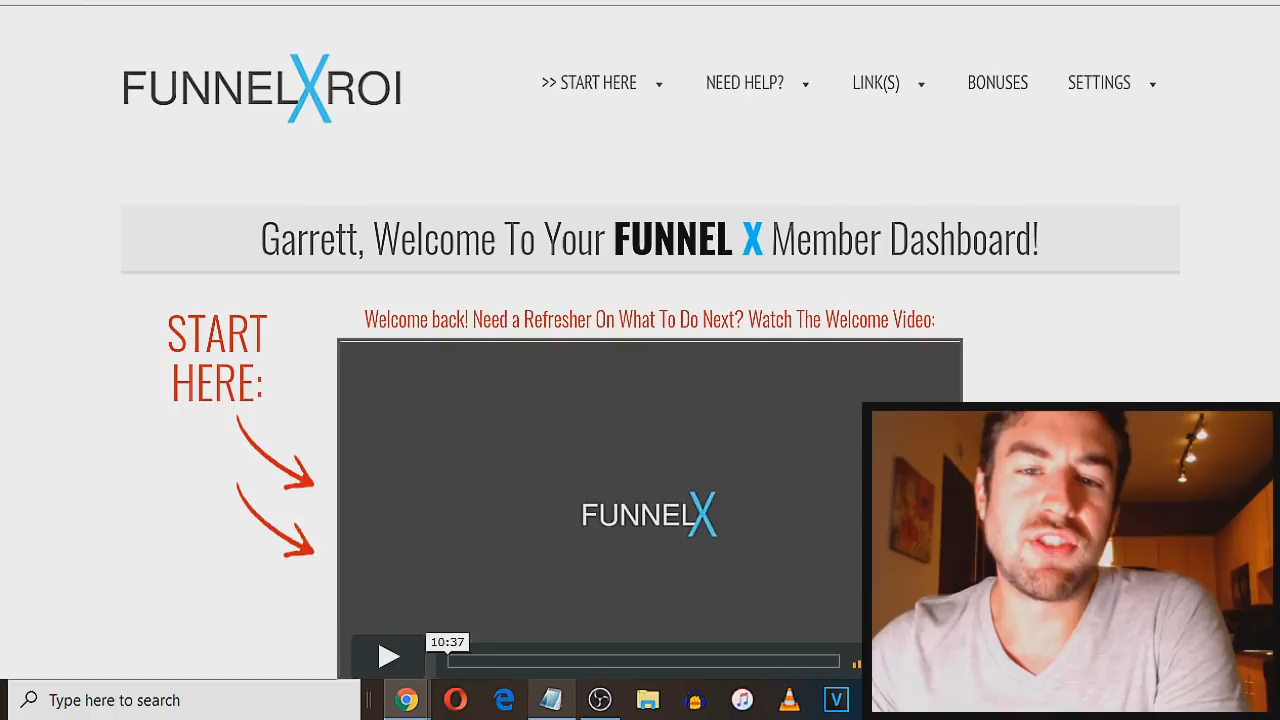 FUNNELXROI
>> START HERE
NEED HELP?
LINK(S)
BONUSES
SETTINGS
Garrett, Welcome To Your FUNNEL X Member Dashboard!
START
HERE:
Welcome back! Need a Refresher On What To Do Next? Watch The Welcome Video:
FUNNELX
10:37
Type here to search
V